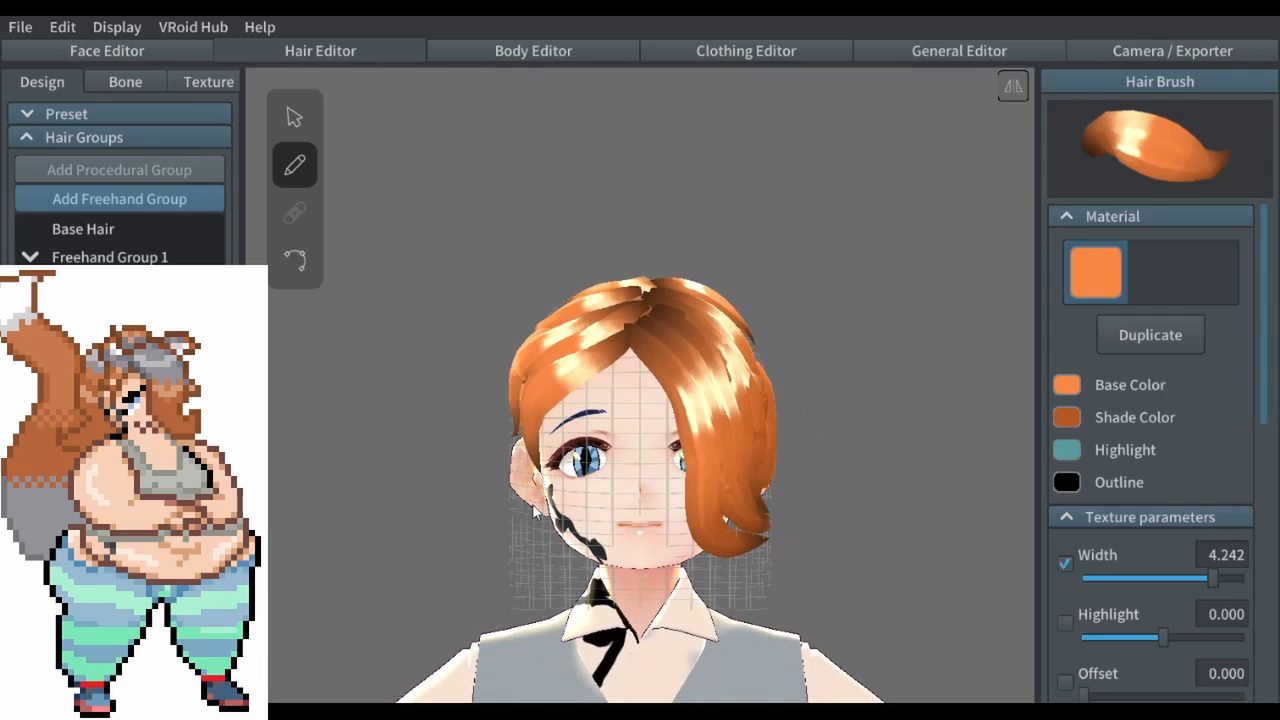 File Edit Display VRoid Hub Help
Face Editor Hair Editor Body Editor Clothing Editor General Editor Camera / Exporter
Design Bone Texture
Preset
Hair Groups
Add Procedural Group
Add Freehand Group
Base Hair
Freehand Group 1
Hair Brush
Material
Duplicate
Base Color
Shade Color
Highlight
Outline
Texture parameters
Width 4.242
Highlight 0.000
Offset 0.000